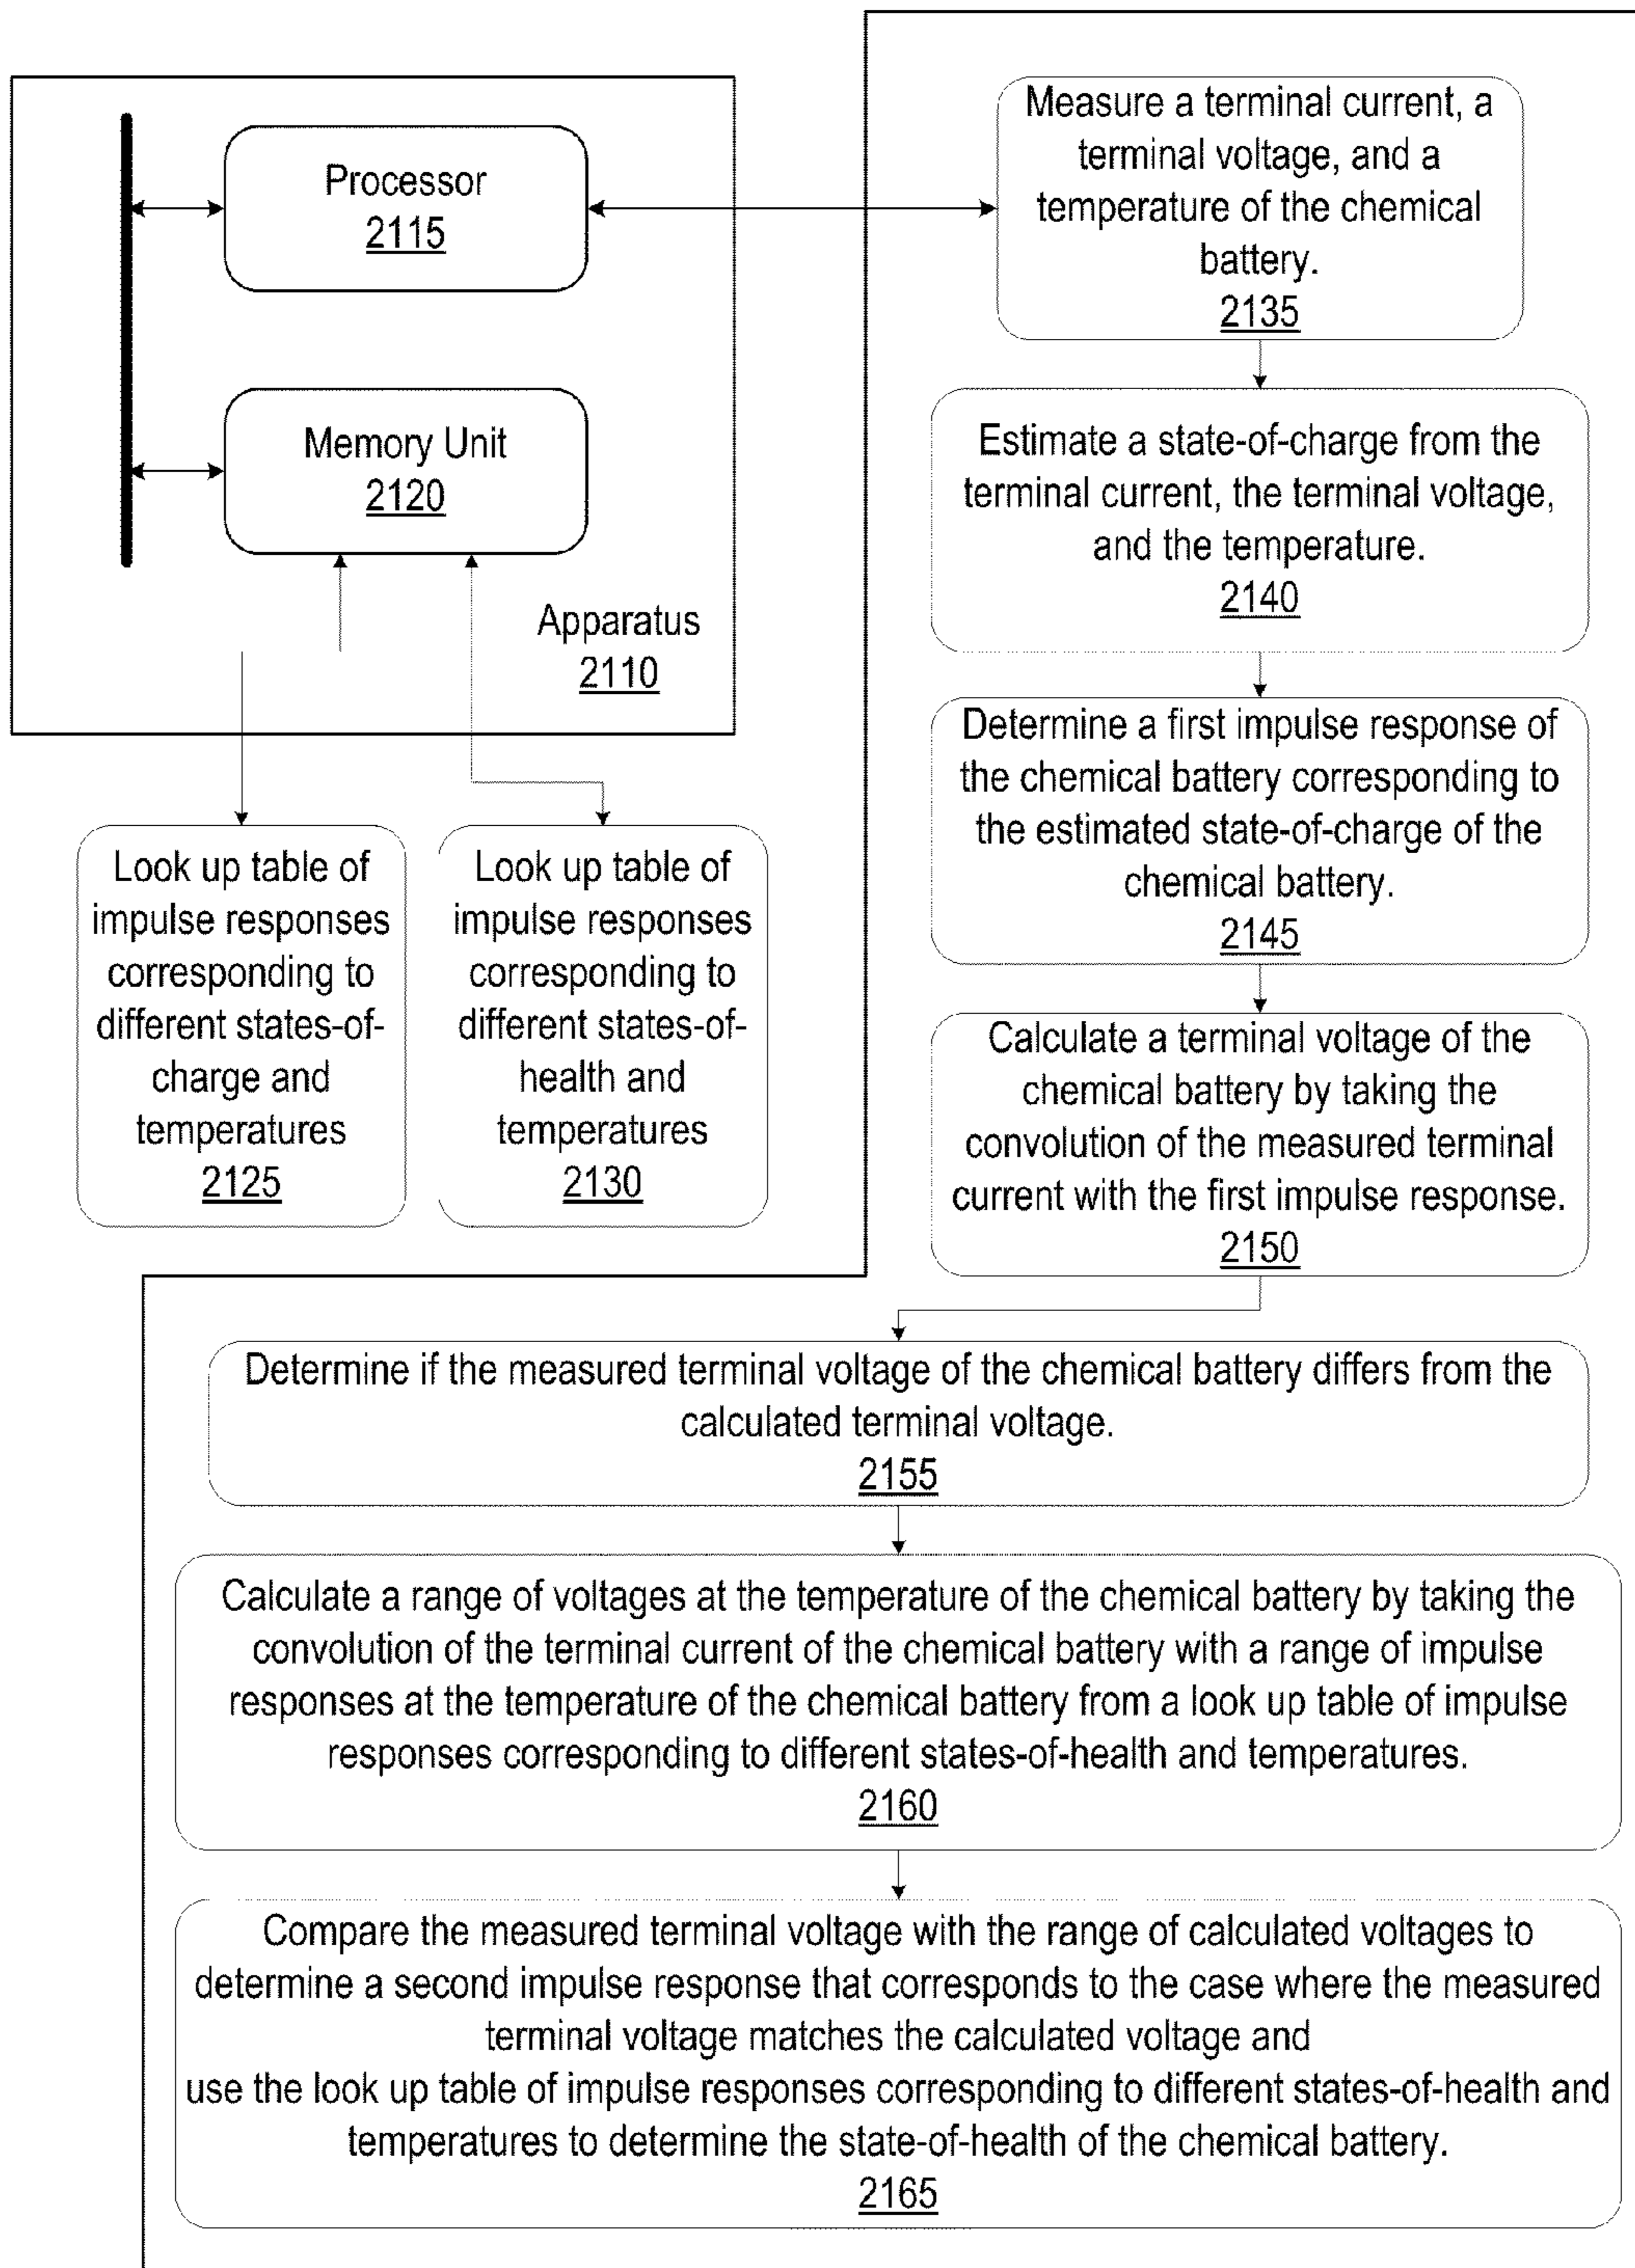 Processor
2115
Memory Unit
2120
Apparatus
2110
Look up table of
impulse responses
corresponding to
different states-of-
charge and
temperatures
2125
Look up table of
impulse responses
corresponding to
different states-of-
health and
temperatures
2130
Measure a terminal current, a
terminal voltage, and a
temperature of the chemical
battery.
2135
Estimate a state-of-charge from the
terminal current, the terminal voltage,
and the temperature.
2140
Determine a first impulse response of
the chemical battery corresponding to
the estimated state-of-charge of the
chemical battery.
2145
Calculate a terminal voltage of the
chemical battery by taking the
convolution of the measured terminal
current with the first impulse response.
2150
Determine if the measured terminal voltage of the chemical battery differs from the
calculated terminal voltage.
2155
Calculate a range of voltages at the temperature of the chemical battery by taking the
convolution of the terminal current of the chemical battery with a range of impulse
responses at the temperature of the chemical battery from a look up table of impulse
responses corresponding to different states-of-health and temperatures.
2160
Compare the measured terminal voltage with the range of calculated voltages to
determine a second impulse response that corresponds to the case where the measured
terminal voltage matches the calculated voltage and
use the look up table of impulse responses corresponding to different states-of-health and
temperatures to determine the state-of-health of the chemical battery.
2165